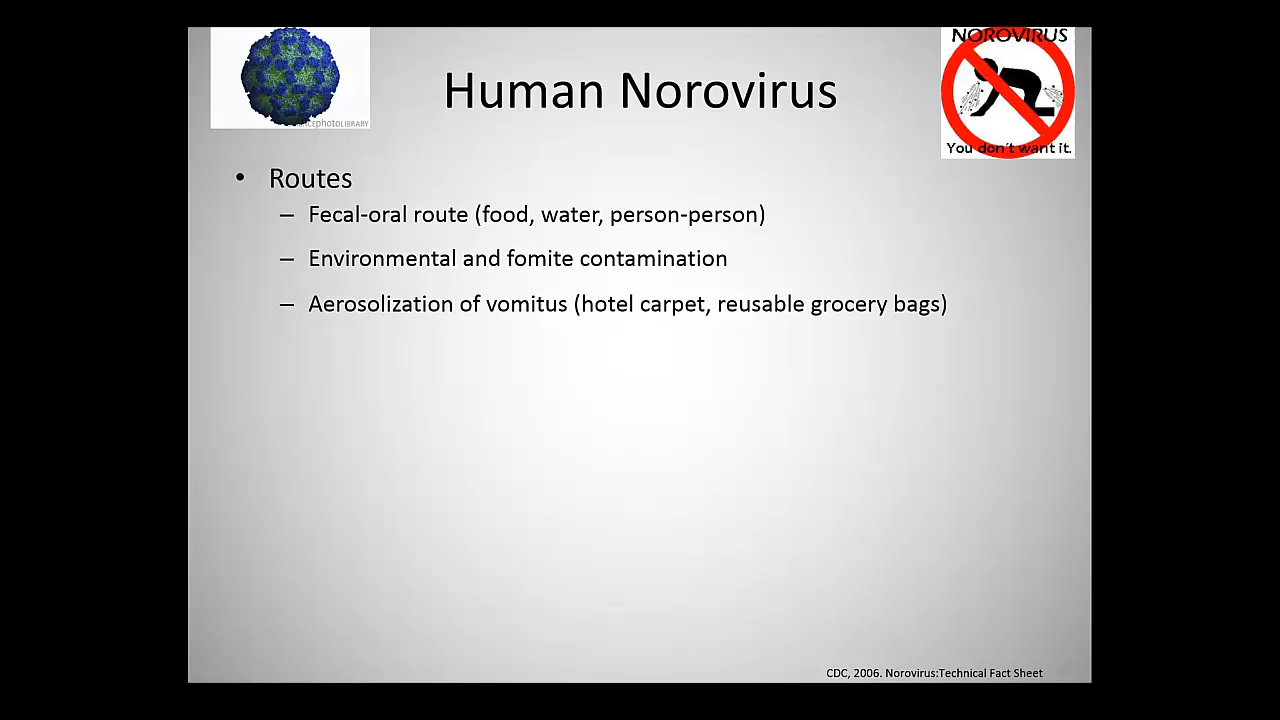 Human Norovirus
NOROVIRUS
You don't want it.
photoLIBRARY
• Routes
– Fecal-oral route (food, water, person-person)
– Environmental and fomite contamination
– Aerosolization of vomitus (hotel carpet, reusable grocery bags)
CDC, 2006. Norovirus:Technical Fact Sheet